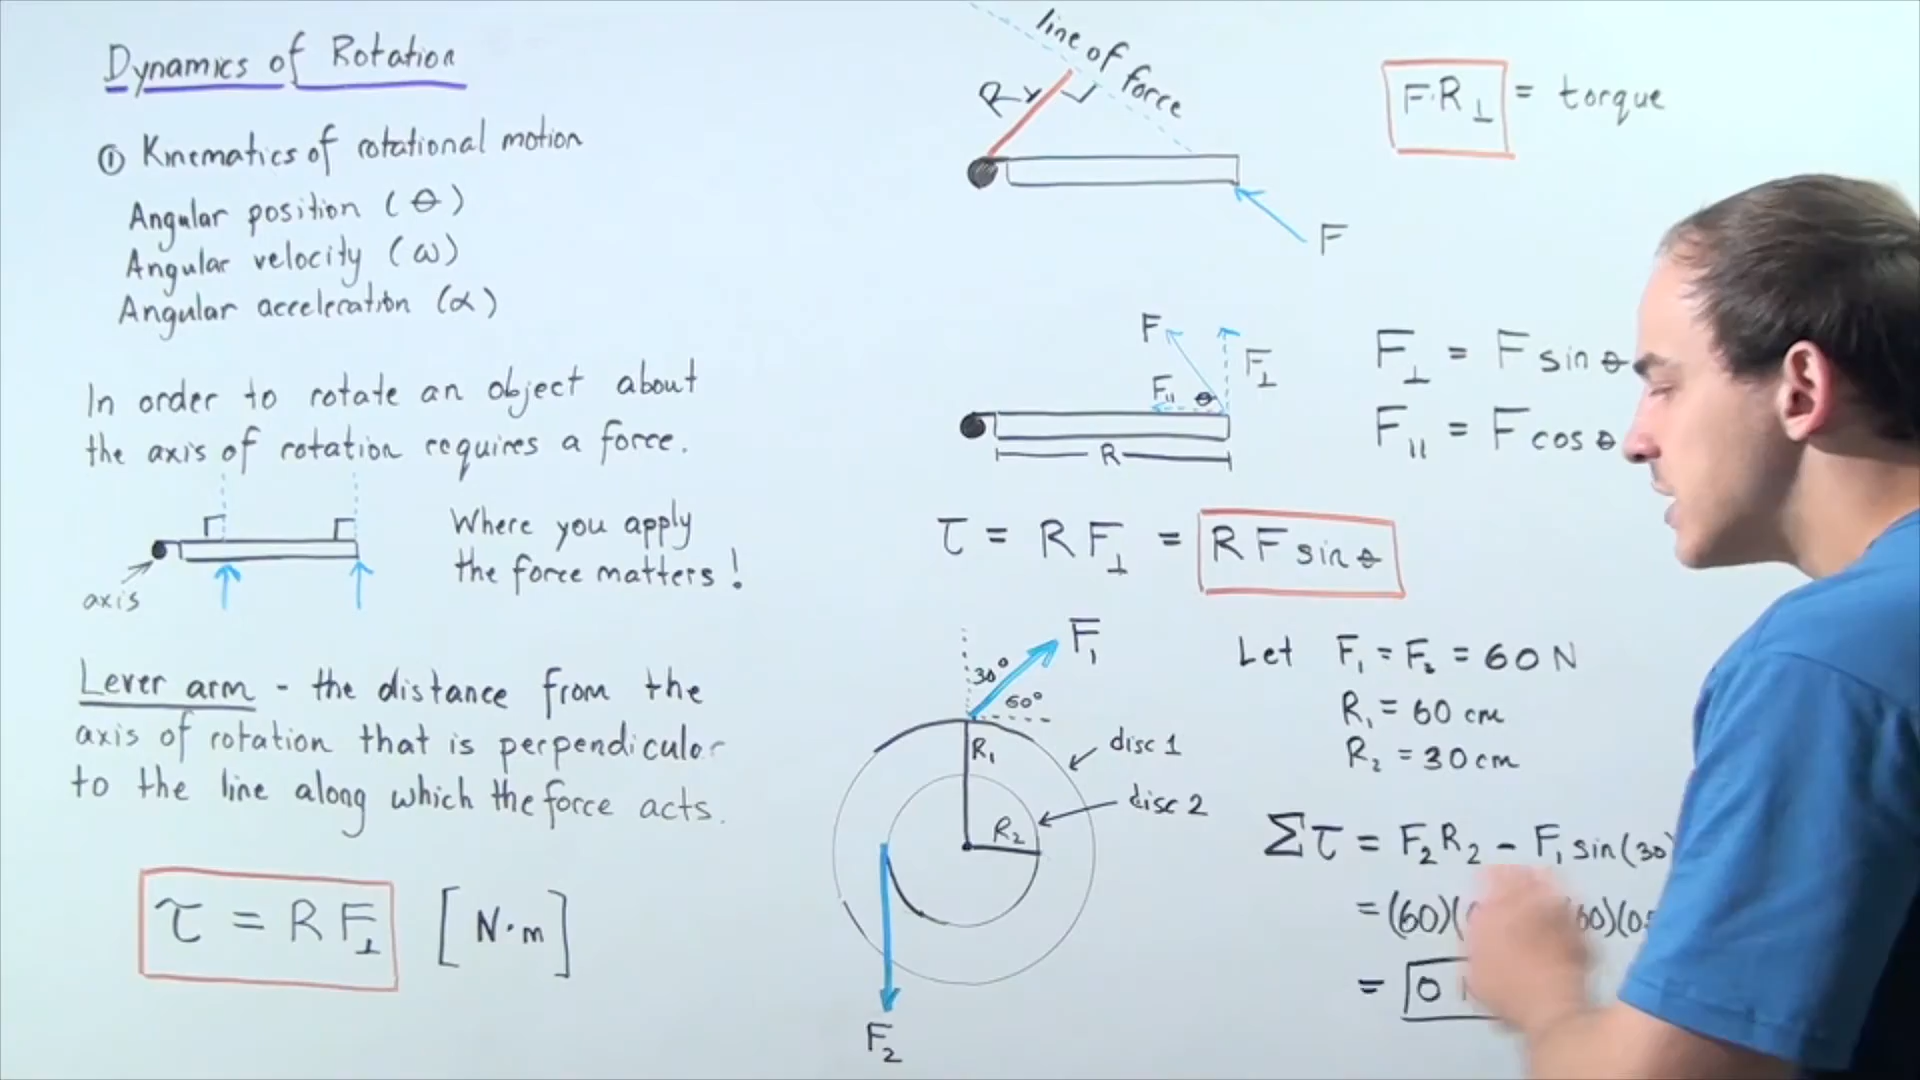 Dynamics of Rotation
① Kinematics of rotational motion
Angular position (θ)
Angular velocity (ω)
Angular acceleration (α)
In order to rotate an object about
the axis of rotation requires a force.
axis
Where you apply
the force matters!
Lever arm - the distance from the
axis of rotation that is perpendicular
to the line along which the force acts.
τ = R F⊥ [N·m]
line of force
R
F
F·R⊥ = torque
F
F⊥
F∥ θ
R
F⊥ = F sin θ
F∥ = F cos θ
τ = R F⊥ = R F sin θ
F₁
30°
60°
R₁
disc 1
disc 2
R₂
F₂
Let F₁ = F₂ = 60 N
R₁ = 60 cm
R₂ = 30 cm
Στ = F₂R₂ - F₁ sin(30)
= (60)( 60)(0.
= 0